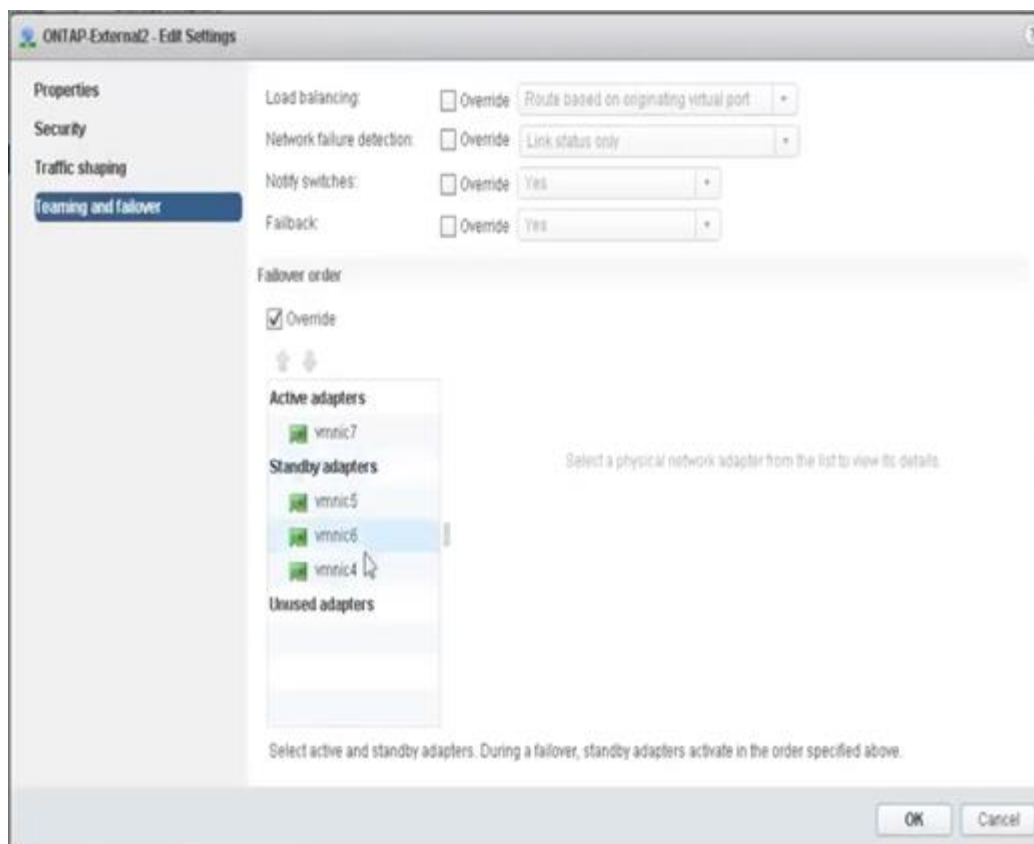 ONTAP-External2 - Edit Settings
Properties
Security
Traffic shaping
Teaming and failover
Load balancing: Override Route based on originating virtual port
Network failure detection: Override Link status only
Notify switches: Override Yes
Failback: Override Yes
Failover order
Override
Active adapters
vmnic7
Standby adapters
vmnic5
vmnic6
vmnic4
Unused adapters
Select a physical network adapter from the list to view its details.
Select active and standby adapters. During a failover, standby adapters activate in the order specified above.
OK Cancel